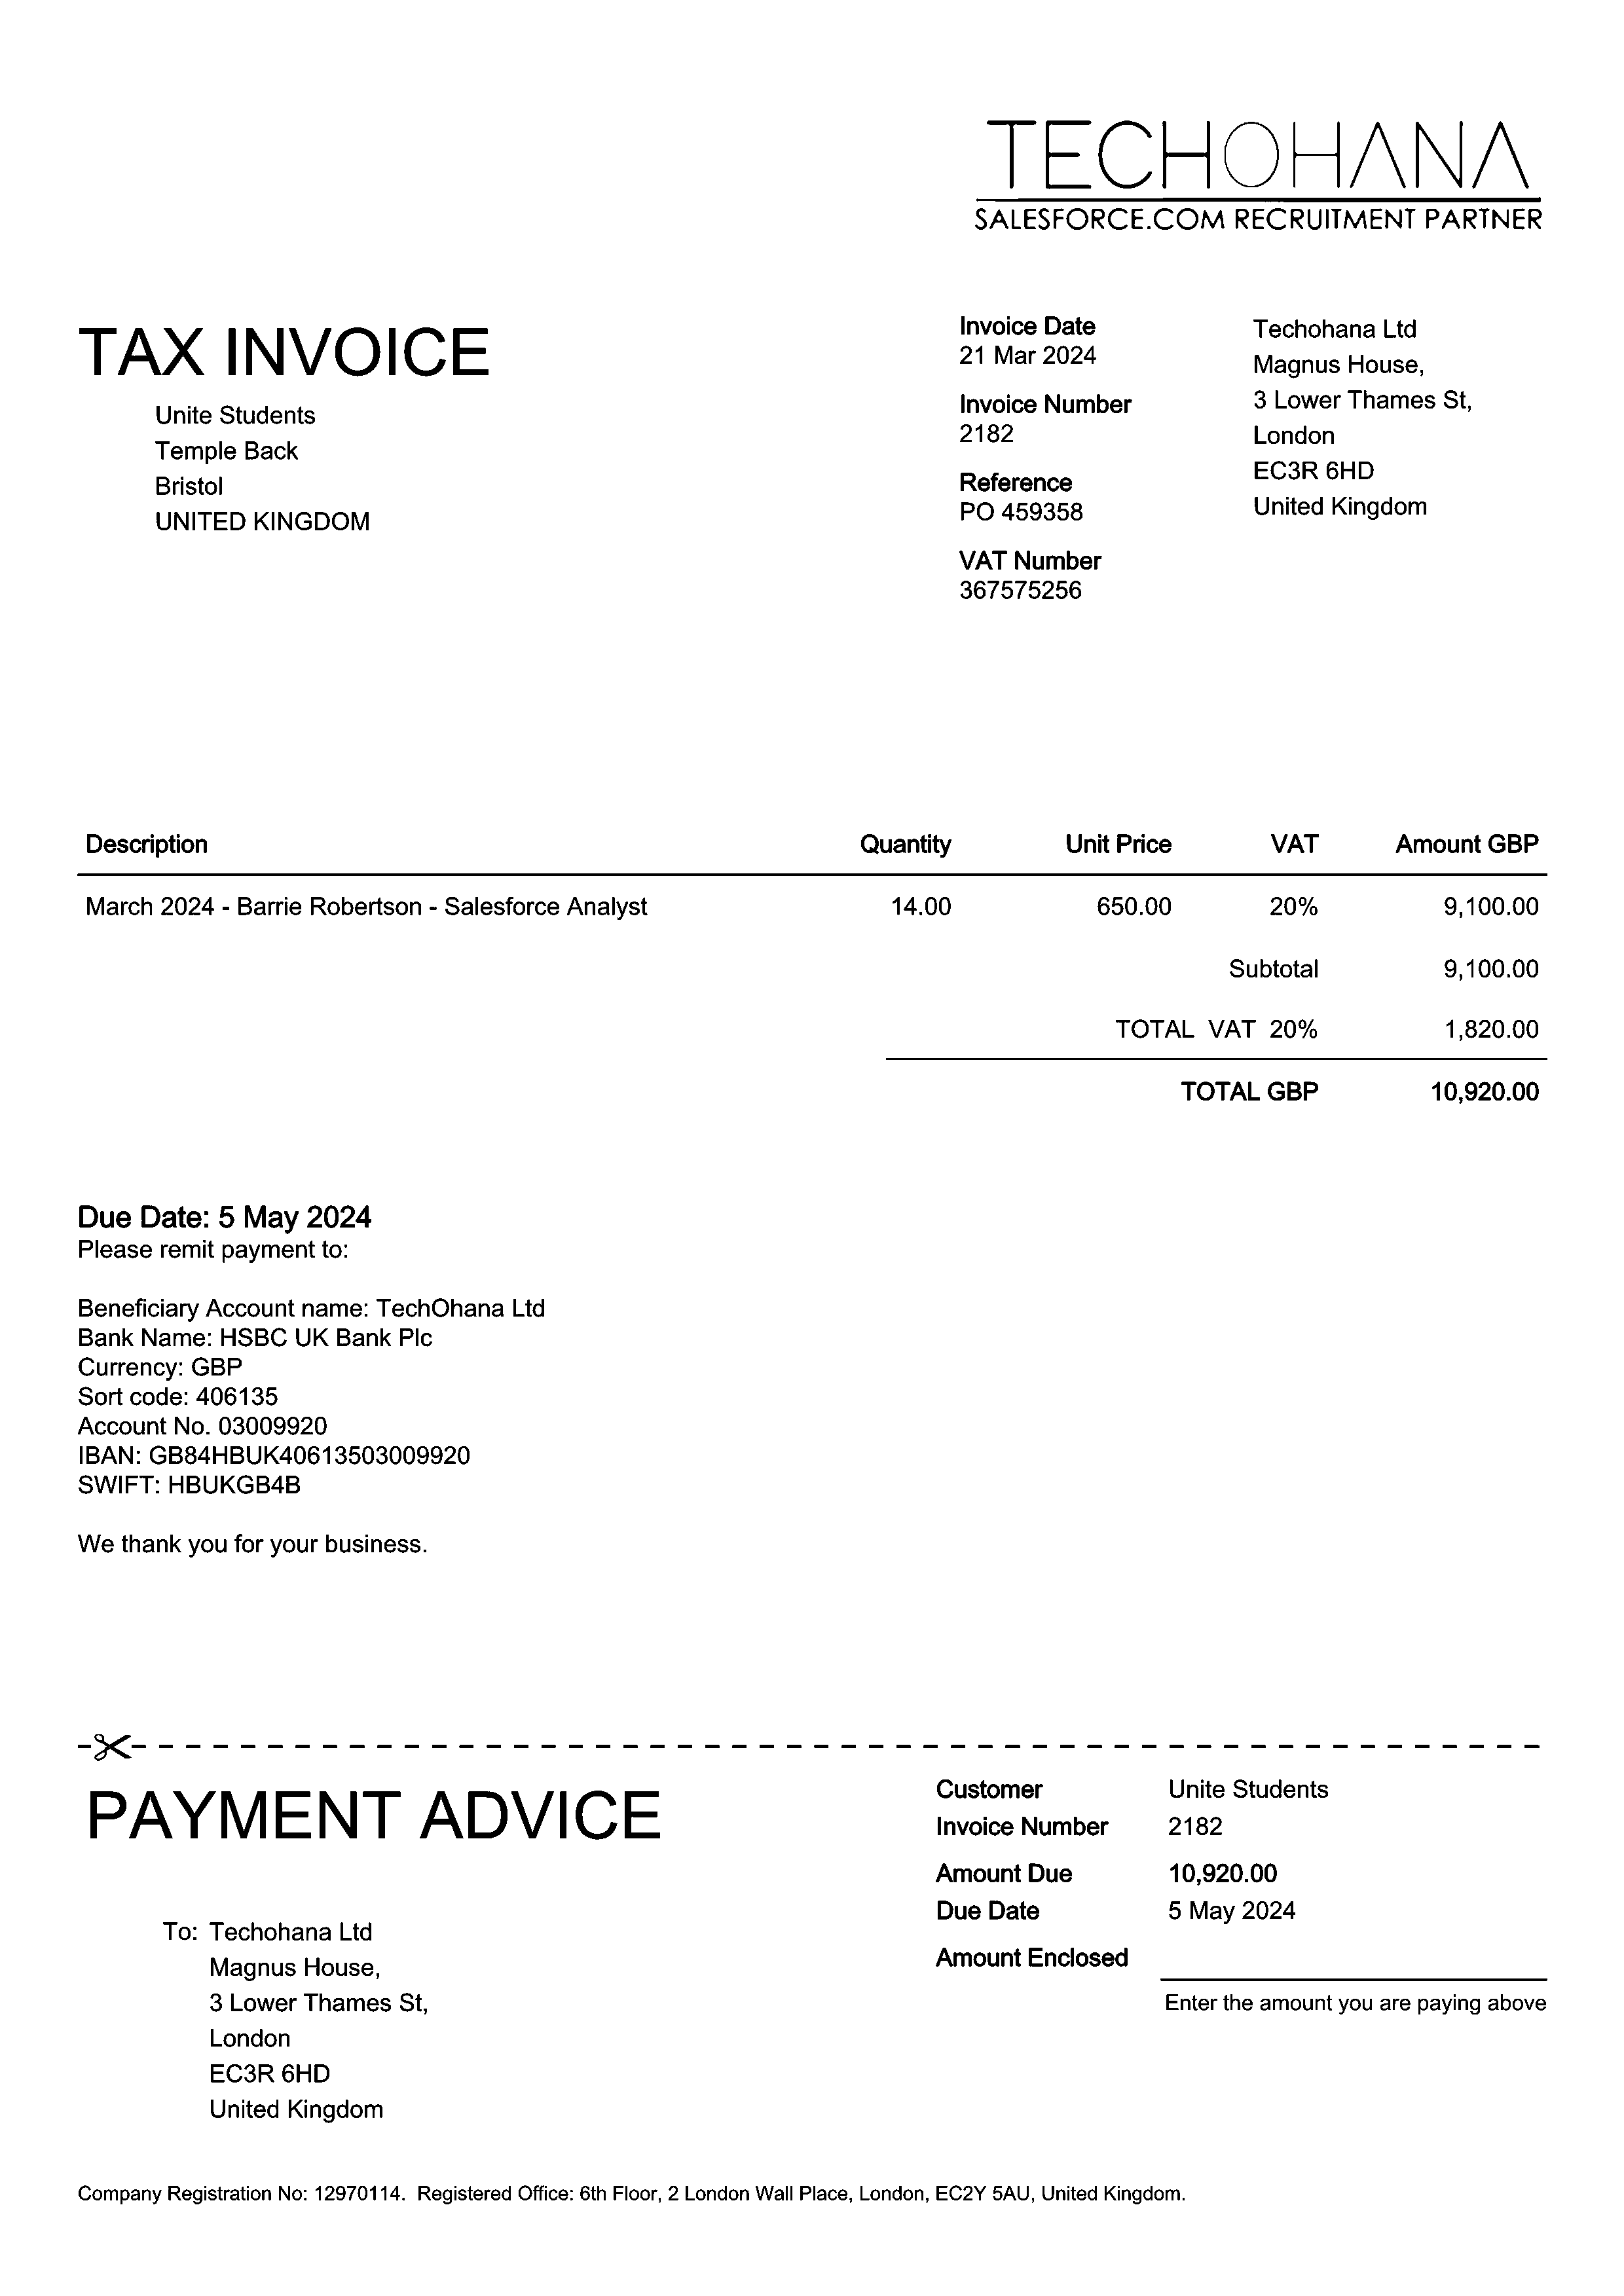 TECHOHANA
SALESFORCE.COM RECRUITMENT PARTNER
TAX INVOICE
Unite Students
Temple Back
Bristol
UNITED KINGDOM
Invoice Date
21 Mar 2024
Invoice Number
2182
Reference
PO 459358
VAT Number
367575256
Techohana Ltd
Magnus House,
3 Lower Thames St,
London
EC3R 6HD
United Kingdom
Description Quantity Unit Price VAT Amount GBP
March 2024 - Barrie Robertson - Salesforce Analyst 14.00 650.00 20% 9,100.00
Subtotal 9,100.00
TOTAL VAT 20% 1,820.00
TOTAL GBP 10,920.00
Due Date: 5 May 2024
Please remit payment to:
Beneficiary Account name: TechOhana Ltd
Bank Name: HSBC UK Bank Plc
Currency: GBP
Sort code: 406135
Account No. 03009920
IBAN: GB84HBUK40613503009920
SWIFT: HBUKGB4B
We thank you for your business.
PAYMENT ADVICE
To: Techohana Ltd
Magnus House,
3 Lower Thames St,
London
EC3R 6HD
United Kingdom
Customer Unite Students
Invoice Number 2182
Amount Due 10,920.00
Due Date 5 May 2024
Amount Enclosed
Enter the amount you are paying above
Company Registration No: 12970114. Registered Office: 6th Floor, 2 London Wall Place, London, EC2Y 5AU, United Kingdom.